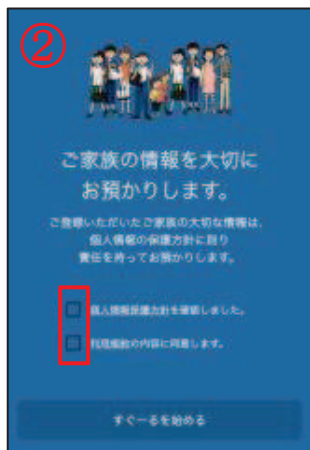 ②
ご家族の情報を大切に
お預かりします。
ご登録いただいたご家族の大切な情報は、
個人情報の保護方針に則り
責任を持ってお預かりします。
個人情報保護方針を確認しました。
利用規約の内容に同意します。
すぐーるを始める